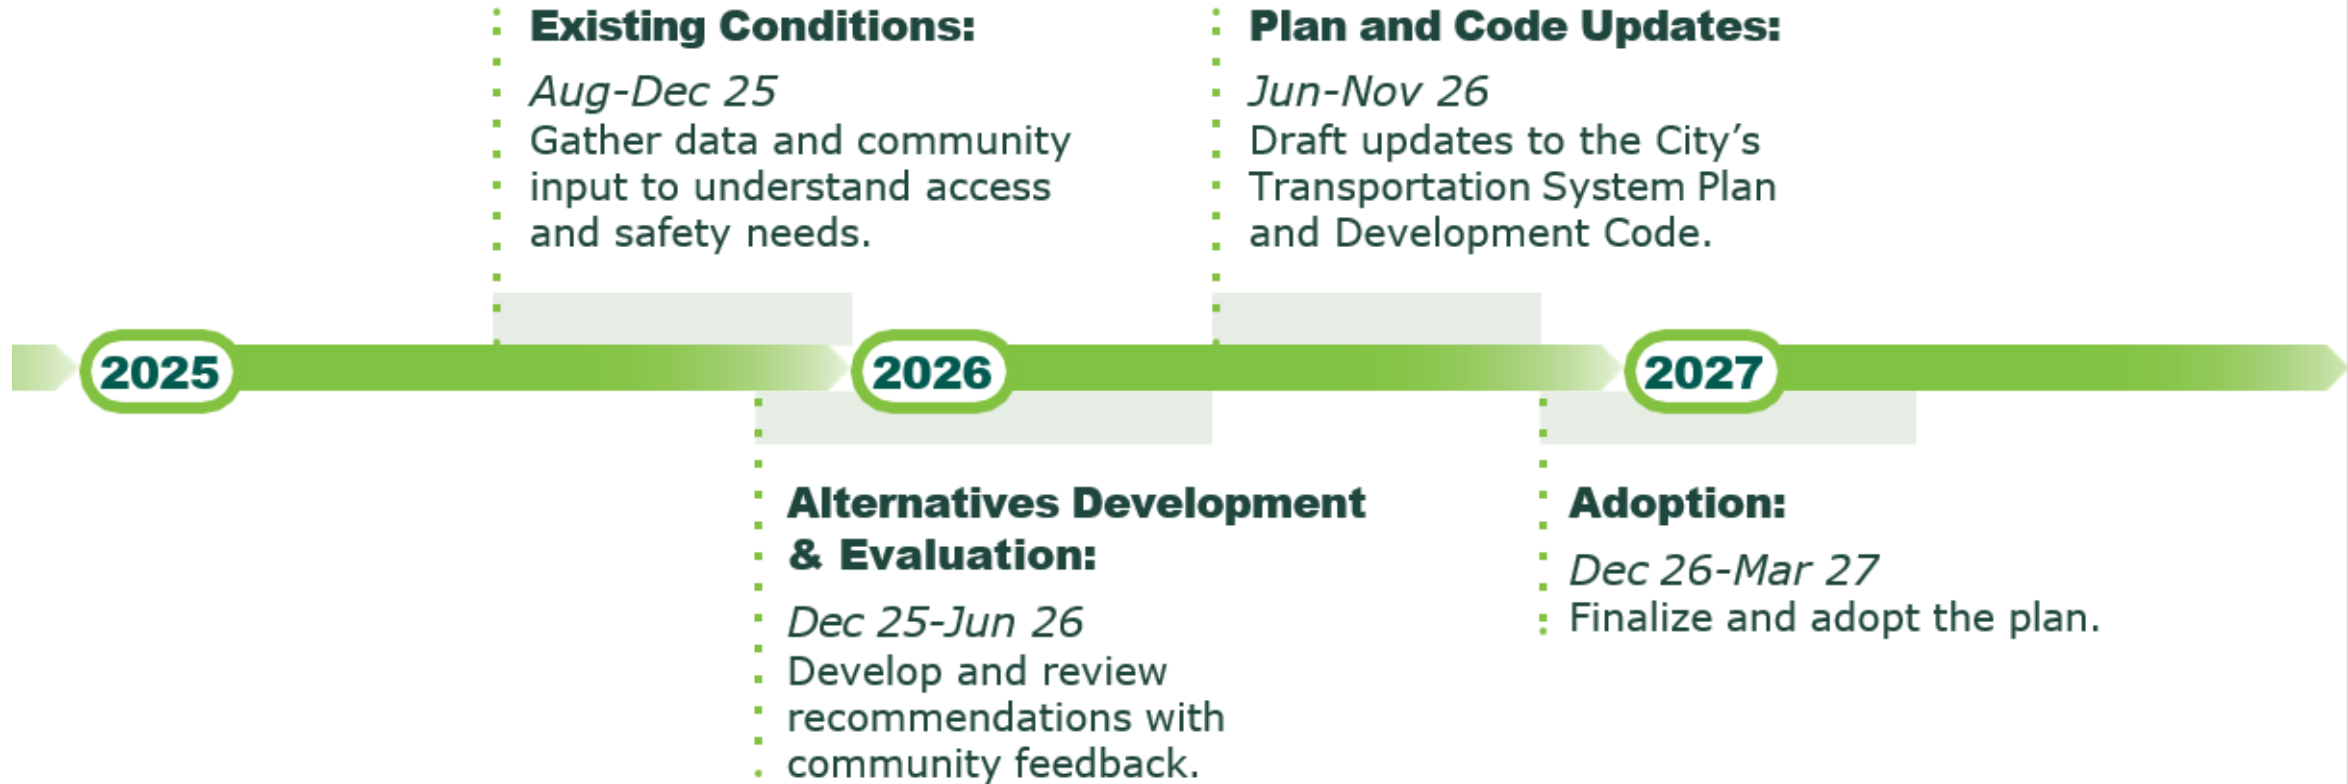 Existing Conditions:
Aug-Dec 25
Gather data and community
input to understand access
and safety needs.
Plan and Code Updates:
Jun-Nov 26
Draft updates to the City’s
Transportation System Plan
and Development Code.
2025
2026
2027
Alternatives Development
& Evaluation:
Dec 25-Jun 26
Develop and review
recommendations with
community feedback.
Adoption:
Dec 26-Mar 27
Finalize and adopt the plan.